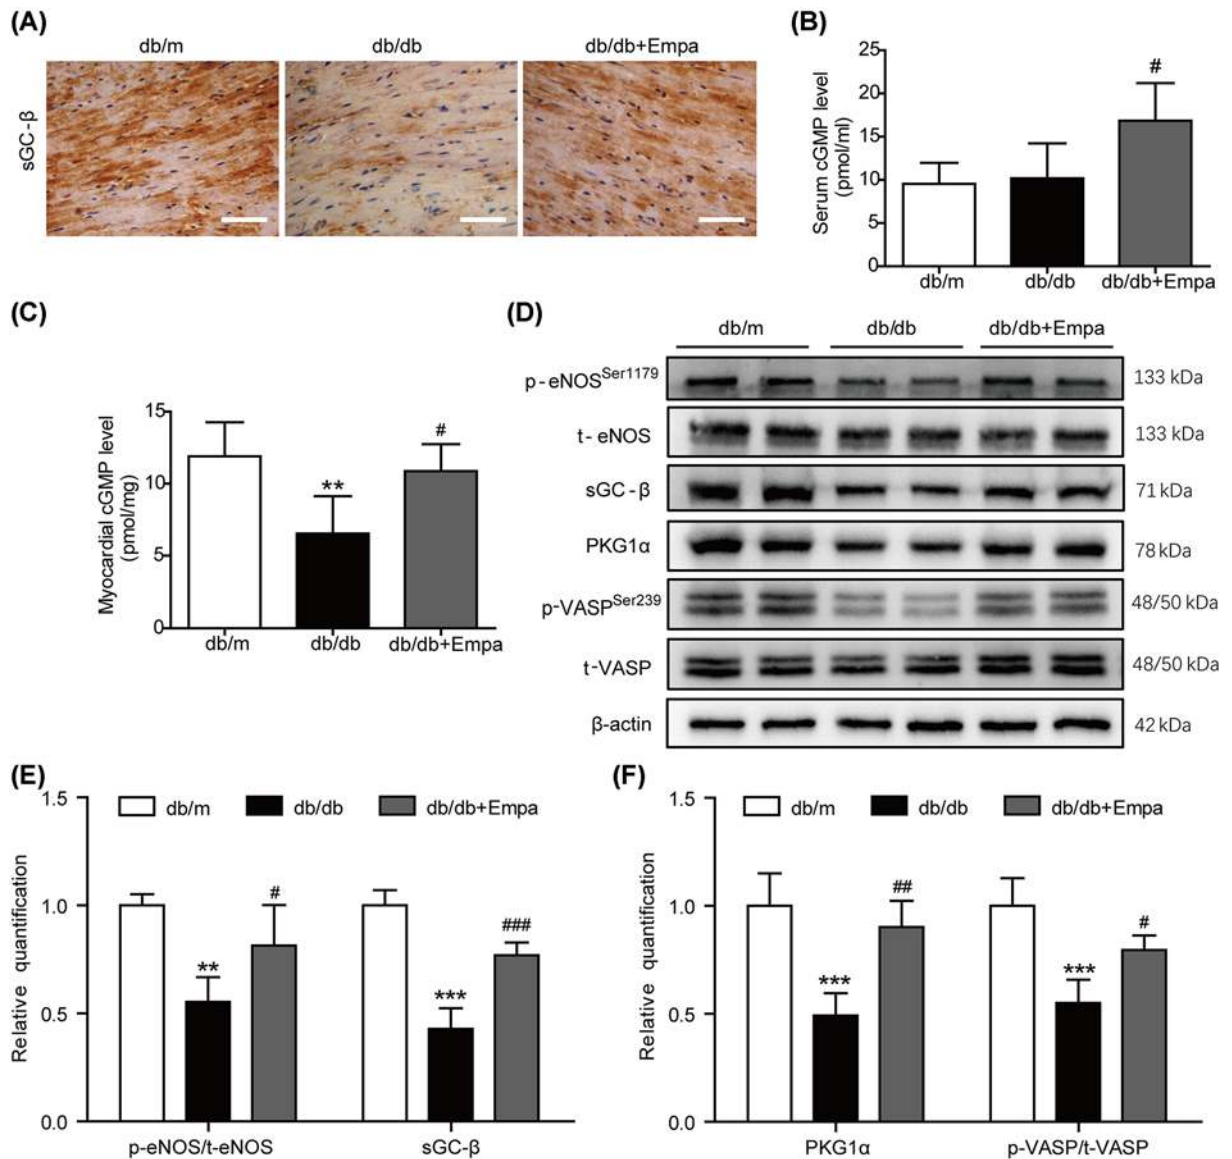 (A)
db/m db/db db/db+Empa
sGC-β
(B)
Serum cGMP level
(pmol/ml)
25
20
15
10
5
0
#
db/m db/db db/db+Empa
(C)
Myocardial cGMP level
(pmol/mg)
15
10
5
0
**
#
db/m db/db db/db+Empa
(D)
db/m db/db db/db+Empa
p-eNOSSer1179 133 kDa
t-eNOS 133 kDa
sGC-β 71 kDa
PKG1α 78 kDa
p-VASPSer239 48/50 kDa
t-VASP 48/50 kDa
β-actin 42 kDa
(E)
db/m db/db db/db+Empa
Relative quantification
1.5
1.0
0.5
0.0
**
#
***
###
p-eNOS/t-eNOS sGC-β
(F)
db/m db/db db/db+Empa
Relative quantification
1.5
1.0
0.5
0.0
***
##
***
#
PKG1α p-VASP/t-VASP